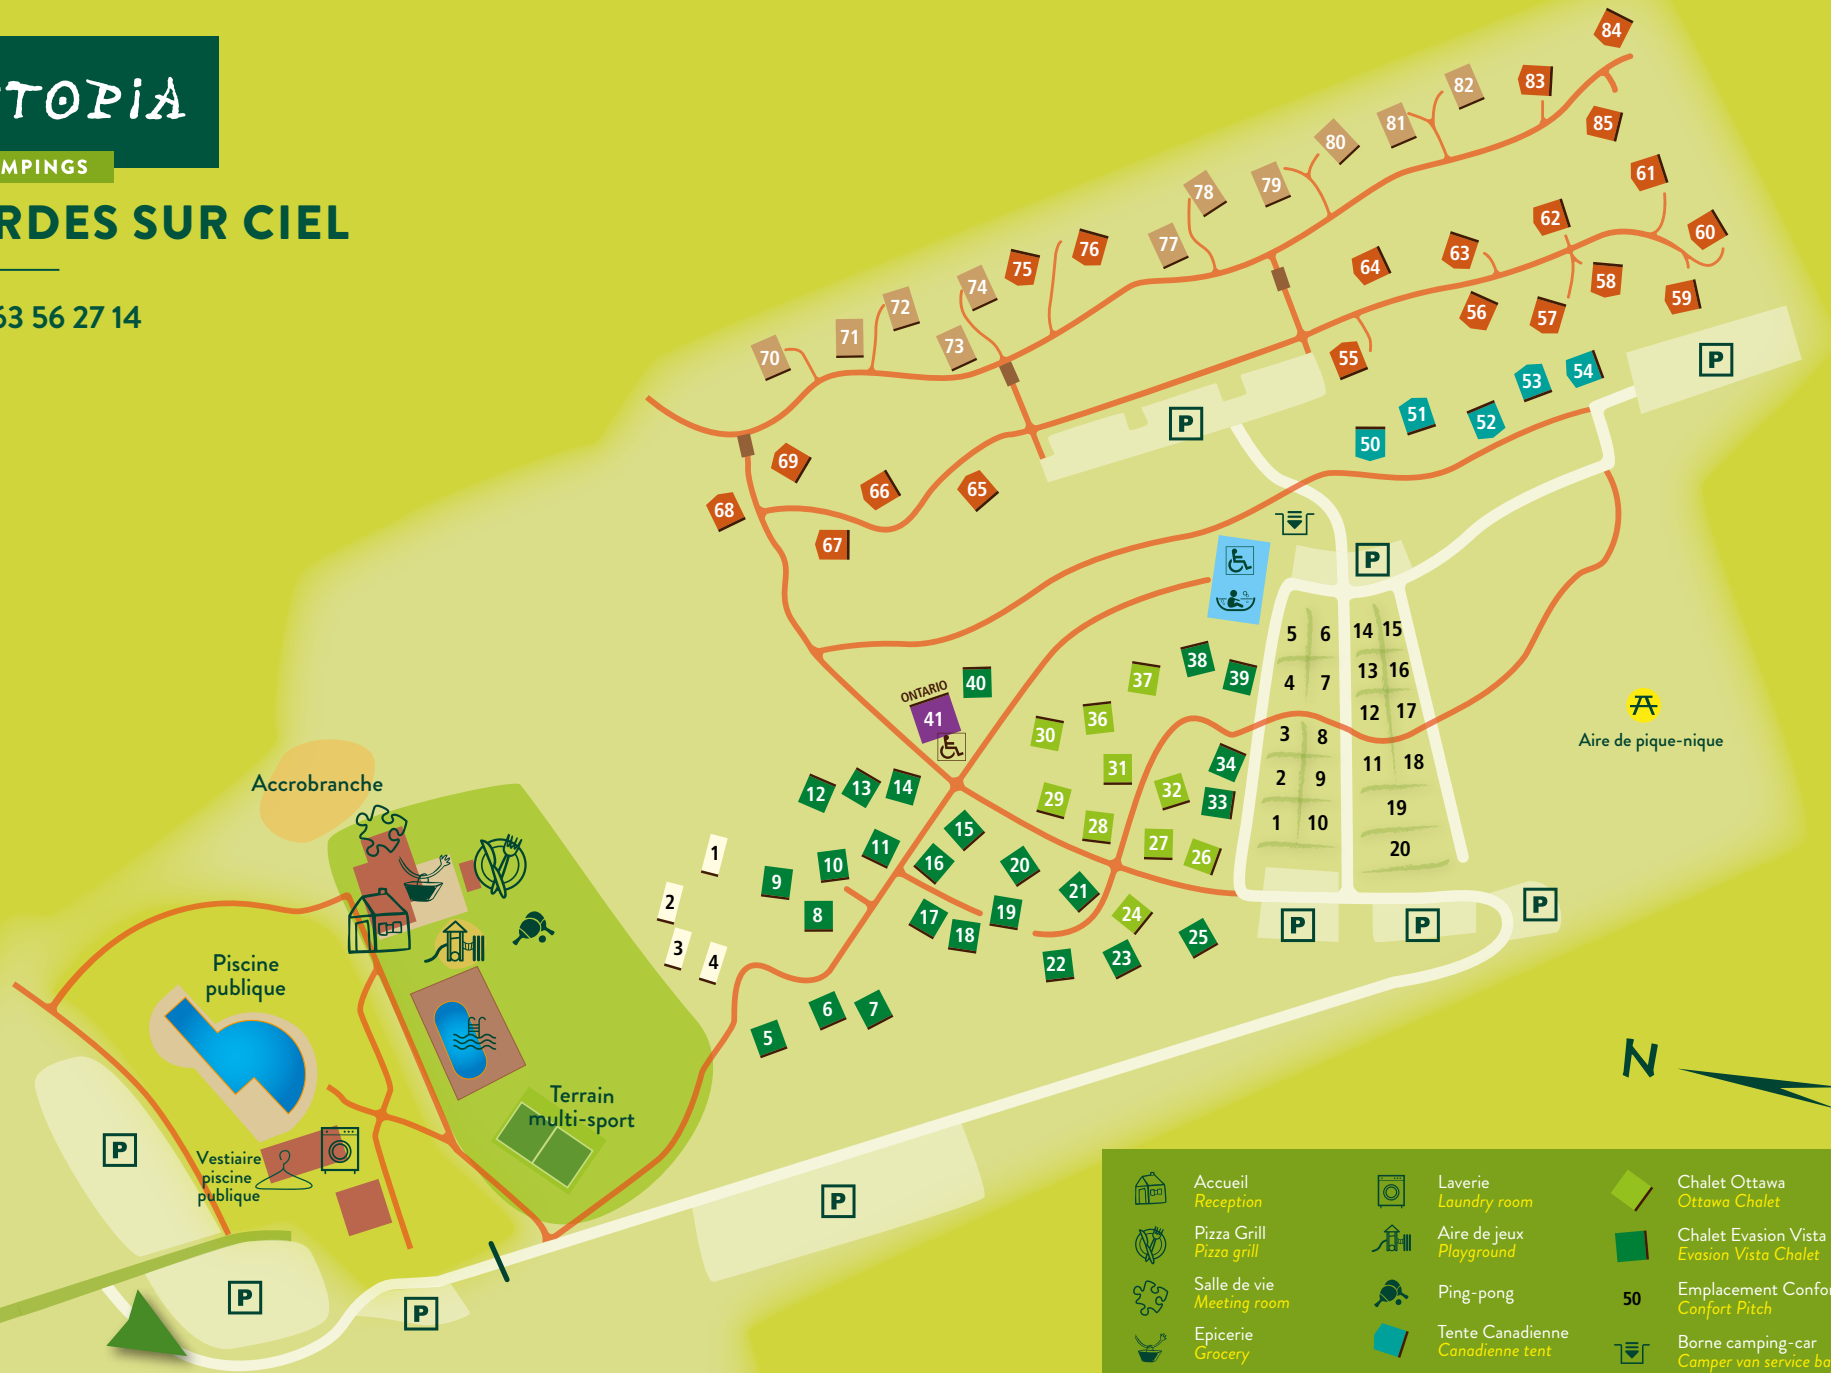 TOPiA
MPINGS
RDES SUR CIEL
63 56 27 14
84
83
82
81
85
80
61
79
78
62
60
77
76
63
64
75
58
74
59
72
56
57
71
73
70
55
P
54
53
51
P
52
50
69
66
65
68
67
P
5
6
14
15
38
13
16
37
39
4
7
40
ONTARIO
41
36
12
17
30
3
8
Aire de pique-nique
34
11
18
31
2
9
Accrobranche
12
13
14
32
29
33
19
28
1
10
15
27
20
1
11
26
10
16
20
9
21
2
P
8
17
19
24
P
P
18
25
3
4
22
23
Piscine
publique
6
7
5
N
Terrain
multi-sport
P
Vestiaire
piscine
publique
P
P
P
Accueil
Reception
Pizza Grill
Pizza grill
Salle de vie
Meeting room
Epicerie
Grocery
Laverie
Laundry room
Aire de jeux
Playground
Ping-pong
Tente Canadienne
Canadienne tent
Chalet Ottawa
Ottawa Chalet
Chalet Evasion Vista
Evasion Vista Chalet
50
Emplacement Confor
Confort Pitch
Borne camping-car
Camper van service ba